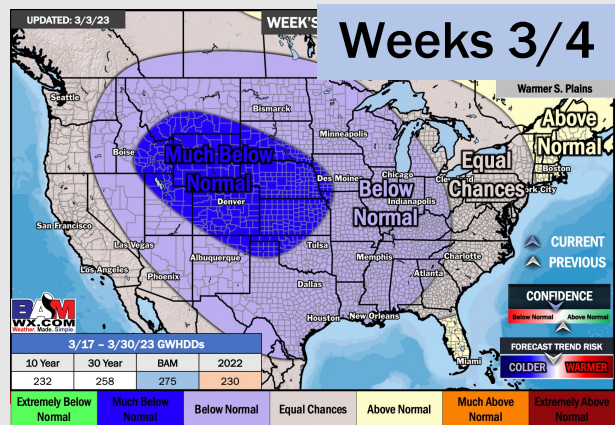 UPDATED: 3/3/23
WEEK'S
Weeks 3/4
Warmer S. Plains
Seattle
Bismarck
Above
Normal
Minneapolis
Boise
Much Below
Normal
Equal
Chances
Boston
Des Moine
Chicago
Cle
d
ork City
Below
Normal
Indianapolis
Denver
San Francisco
Las Vegas
Tulsa
CURRENT
Albuquerque
Memphis
Charlotte
PREVIOUS
Los Angeles
Phoenix
Atlanta
Dallas
CONFIDENCE
Below Normal
Above Normal
Houston
New Orleans
BAM
WX.COM
Weather. Made. Simple.
FORECAST TREND RISK
COLDER
WARMER
Miami
3/17 – 3/30/23 GWHDDs
10 Year 30 Year BAM 2022
232 258 275 230
Extremely Below Normal
Much Below Normal
Below Normal
Equal Chances
Above Normal
Much Above Normal
Extremely Above Normal